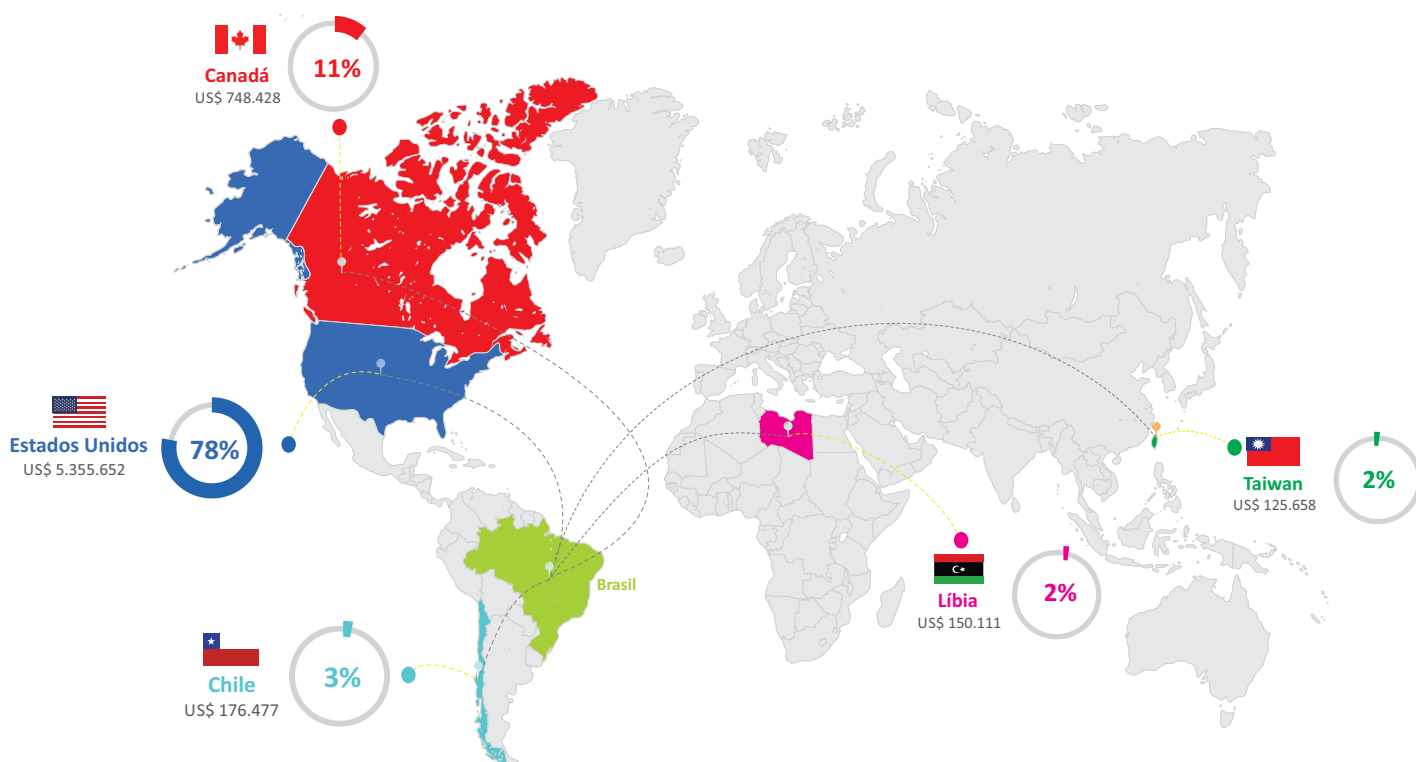 11%
Canadá
US$ 748.428
Estados Unidos
US$ 5.355.652
78%
Taiwan
US$ 125.658
2%
Brasil
Líbia
US$ 150.111
2%
Chile
US$ 176.477
3%